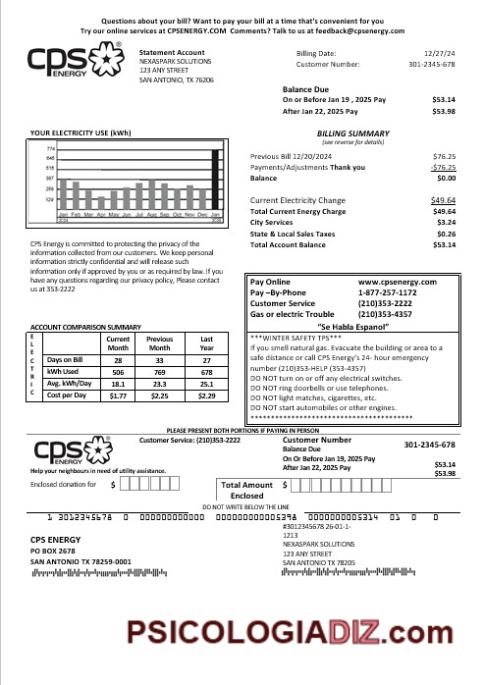 Questions about your bill? Want to pay your bill at a time that's convenient for you
Try our online services at CPSENERGY.COM Comments? Talk to us at feedback@cpsenergy.com
cps
ENERGY
Statement Account
NEXASPARK SOLUTIONS
123 ANY STREET
SAN ANTONIO, TX 76206
Billing Date: 12/27/24
Customer Number: 301-2345-678
Balance Due
On or Before Jan 19 , 2025 Pay $53.14
After Jan 22, 2025 Pay $53.98
YOUR ELECTRICITY USE (kWh)
774
645
516
387
129
Jan Feb Mar Apr May Jun Jul Aug Sep Oct Nov Dec Jan
BILLING SUMMARY
(see reverse for details)
Previous Bill 12/20/2024 $76.25
Payments/Adjustments Thank you -$76.25
Balance $0.00
Current Electricity Change $49.64
Total Current Energy Charge $49.64
City Services $3.24
State & Local Sales Taxes $0.26
Total Account Balance $53.14
CPS Energy is committed to protecting the privacy of the
information collected from our customers. We keep personal
information strictly confidential and will release such
information only if approved by you or as required by law. If you
have any questions regarding our privacy policy, Please contact
us at 353-2222
Pay Online www.cpsenergy.com
Pay –By-Phone 1-877-257-1172
Customer Service (210)353-2222
Gas or electric Trouble (210)353-4357
"Se Habla Espanol"
***WINTER SAFETY TPS***
If you smell natural gas. Evacuate the building or area to a
safe distance or call CPS Energy's 24- hour emergency
number (210)353-HELP (353-4357)
DO NOT turn on or off any electrical switches.
DO NOT ring doorbells or use telephones.
DO NOT light matches, cigarettes, etc.
DO NOT start automobiles or other engines.
ACCOUNT COMPARISON SUMMARY
ELECTRIC
Current Month Previous Month Last Year
Days on Bill 28 33 27
kWh Used 506 769 678
Avg. kWh/Day 18.1 23.3 25.1
Cost per Day $1.77 $2.25 $2.29
PLEASE PRESENT BOTH PORTIONS IF PAYING IN PERSON
cps
ENERGY
Customer Service: (210)353-2222
Customer Number 301-2345-678
Balance Due
On Or Before Jan 19, 2025 Pay $53.14
After Jan 22, 2025 Pay $53.98
Help your neighbours in need of utility assistance.
Enclosed donation for $
Total Amount $
Enclosed
DO NOT WRITE BELOW THE LINE
#3012345678 26-01-1-
1213
NEXASPARK SOLUTIONS
123 ANY STREET
SAN ANTONIO TX 78205
CPS ENERGY
PO BOX 2678
SAN ANTONIO TX 78259-0001
PSICOLOGIADIZ.com